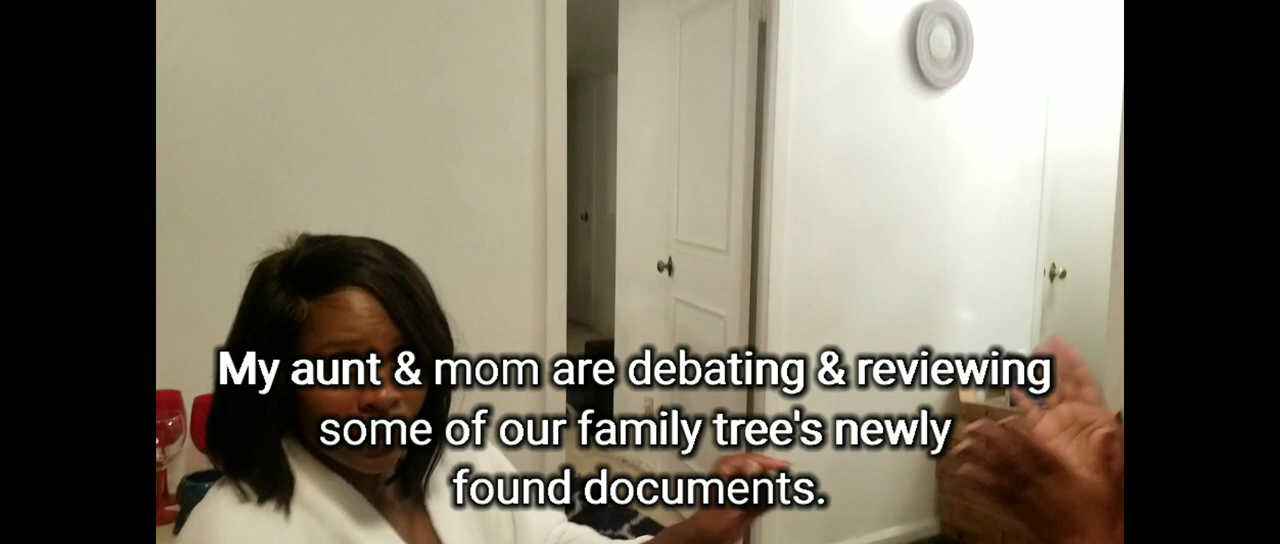 My aunt & mom are debating & reviewing
some of our family tree's newly
found documents.